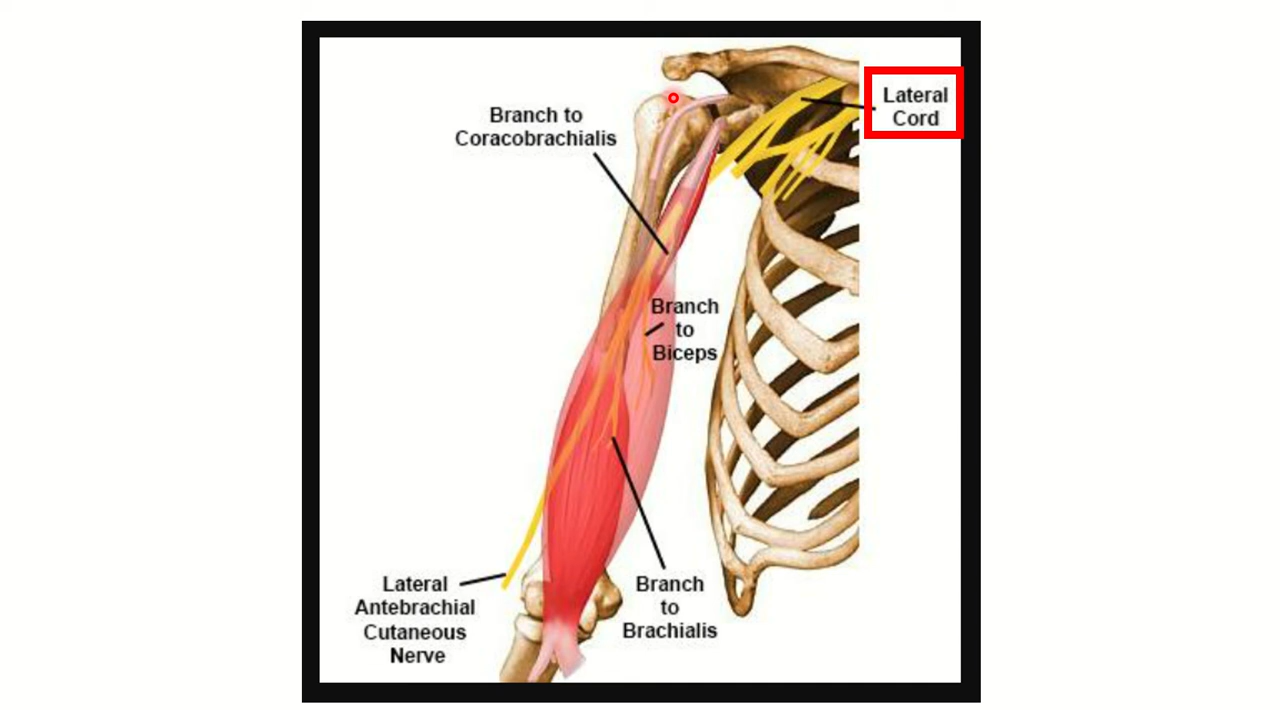 Lateral
Cord
Branch to
Coracobrachialis
Branch
to
Biceps
Lateral
Antebrachial
Cutaneous
Nerve
Branch
to
Brachialis